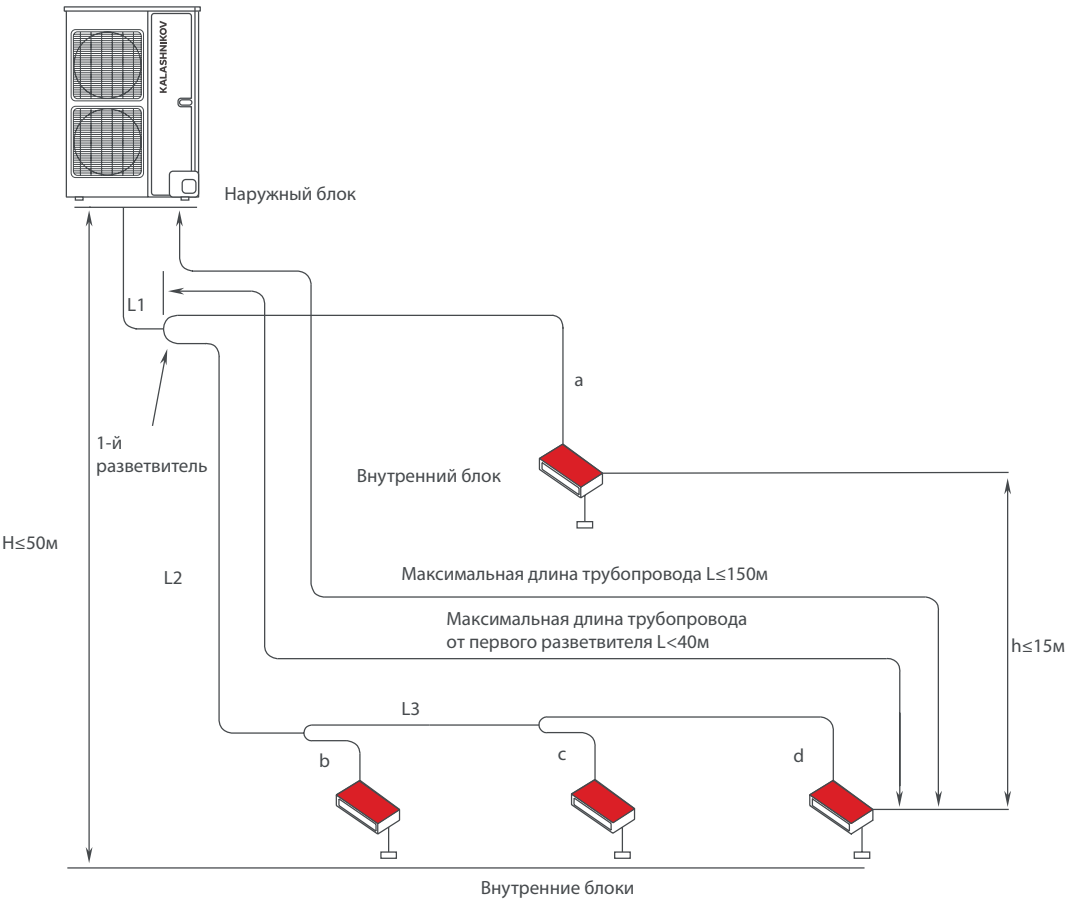 KALASHNIKOV
Наружный блок
L1
a
1-й
разветвитель
Внутренний блок
H≤50м
L2
Максимальная длина трубопровода L≤150м
Максимальная длина трубопровода
от первого разветвителя L<40м
h≤15м
L3
b
c
d
Внутренние блоки